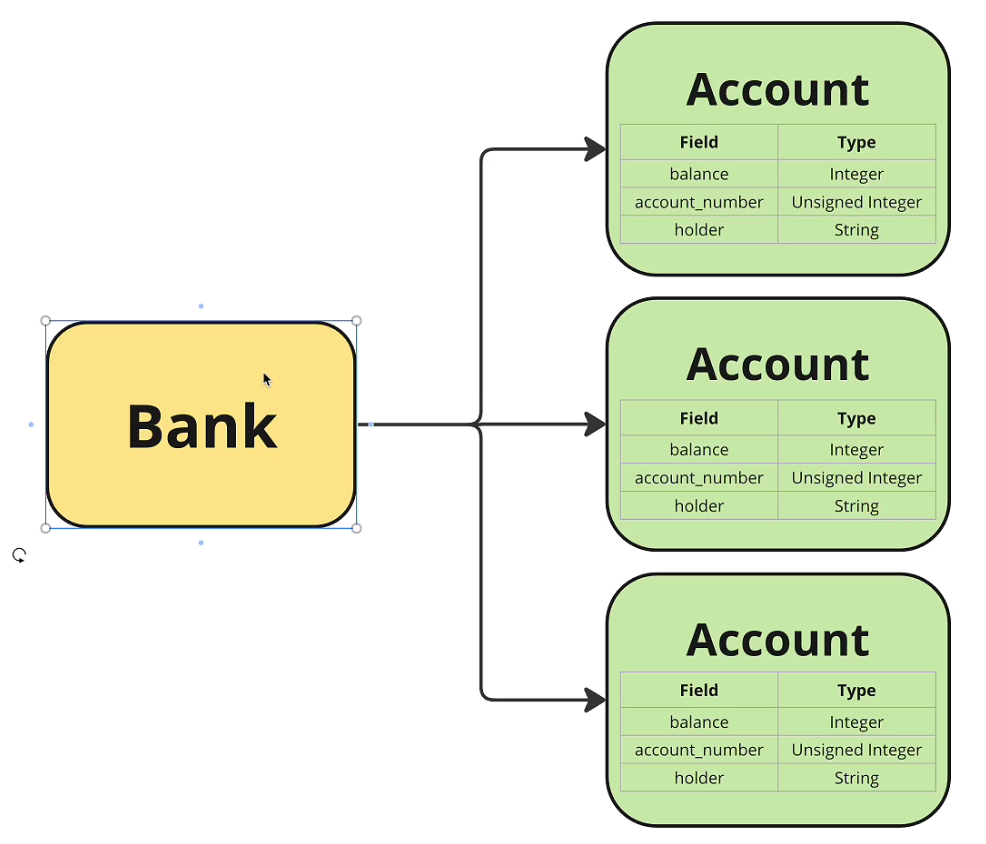 Account
Field Type
balance Integer
account_number Unsigned Integer
holder String
Bank
Account
Field Type
balance Integer
account_number Unsigned Integer
holder String
Account
Field Type
balance Integer
account_number Unsigned Integer
holder String